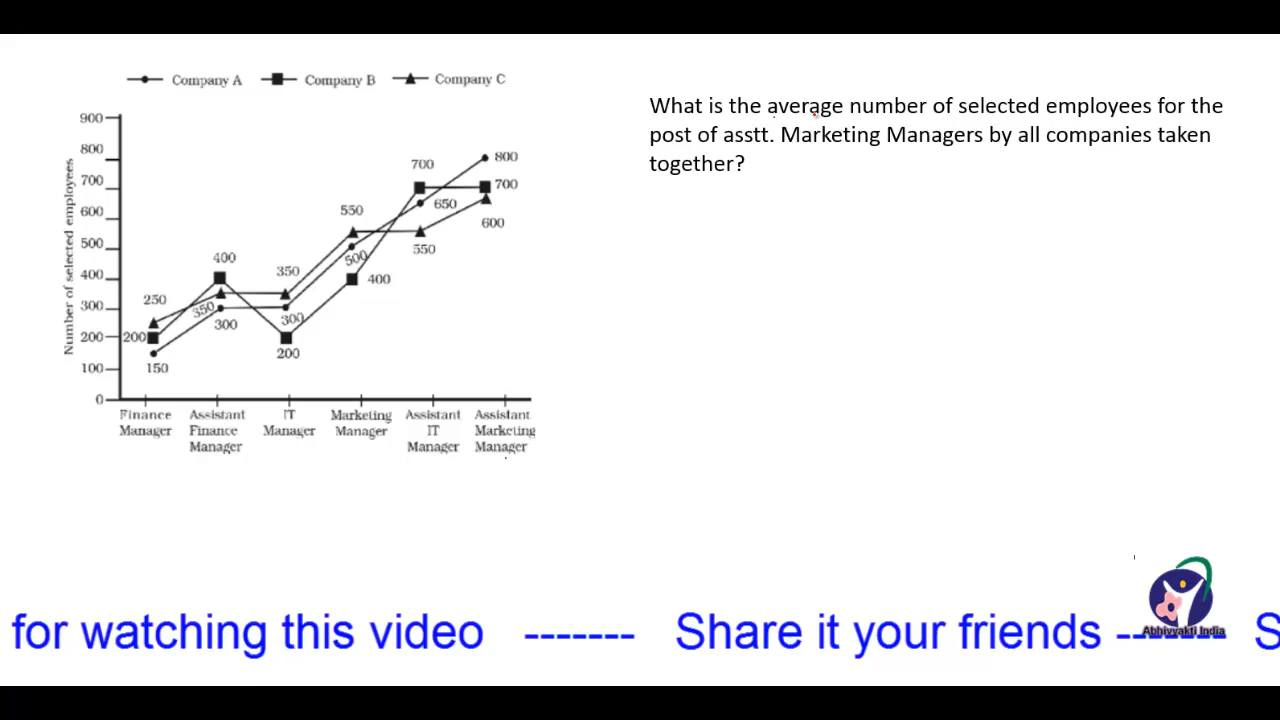 Company A Company B Company C
What is the average number of selected employees for the
post of asstt. Marketing Managers by all companies taken
together?
Number of selected employees
900
800
700
600
500
400
300
200
100
0
250
200
150
400
350
300
350
300
200
550
500
400
700
650
550
800
700
600
Finance
Manager
Assistant
Finance
Manager
IT
Manager
Marketing
Manager
Assistant
IT
Manager
Assistant
Marketing
Manager
for watching this video ------- Share it your friends ------- S
Abhivyakti India